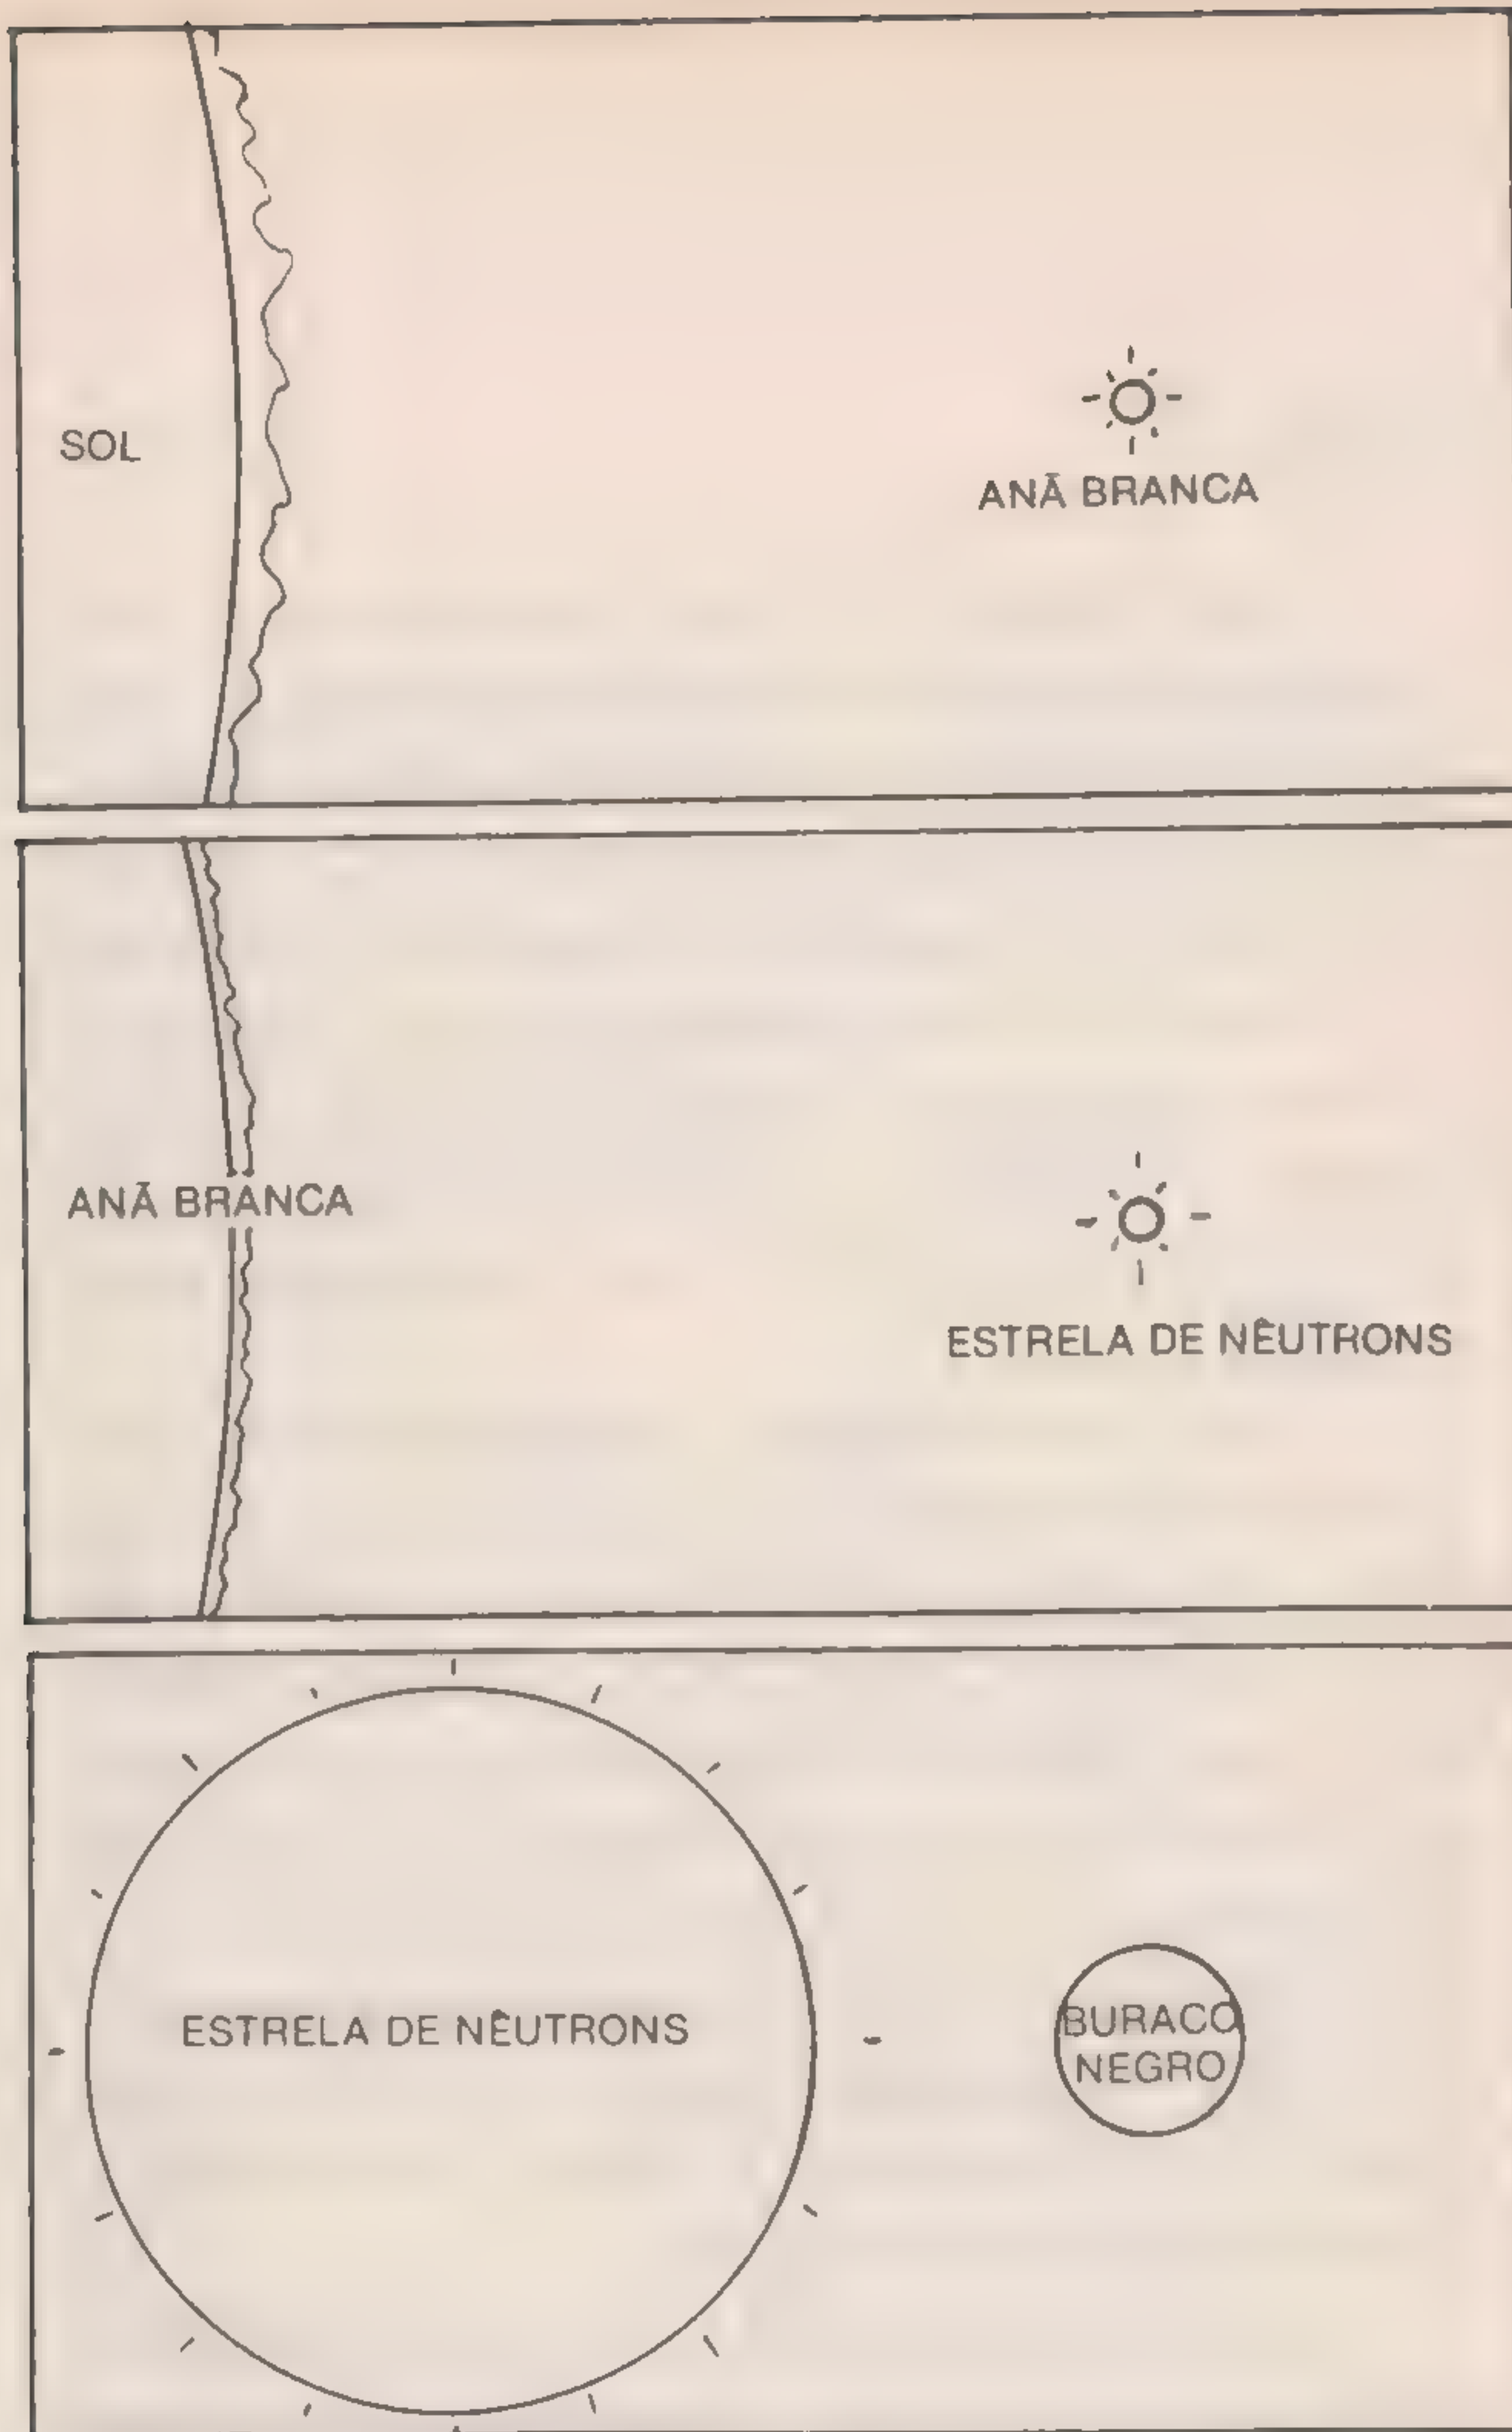 SOL
ANÃ BRANCA
ANÃ BRANCA
ESTRELA DE NÊUTRONS
ESTRELA DE NÊUTRONS
BURACO
NEGRO